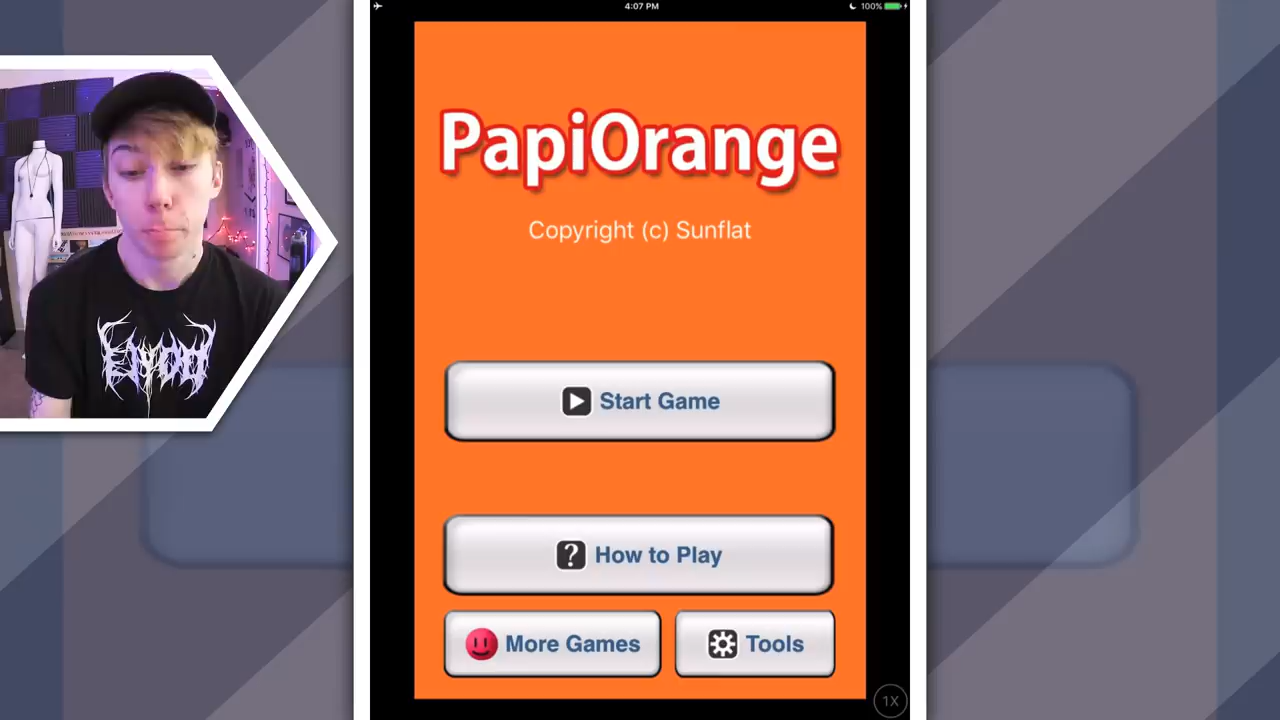 4:07 PM
100%
PapiOrange
Copyright (c) Sunflat
Start Game
? How to Play
More Games
Tools
1X